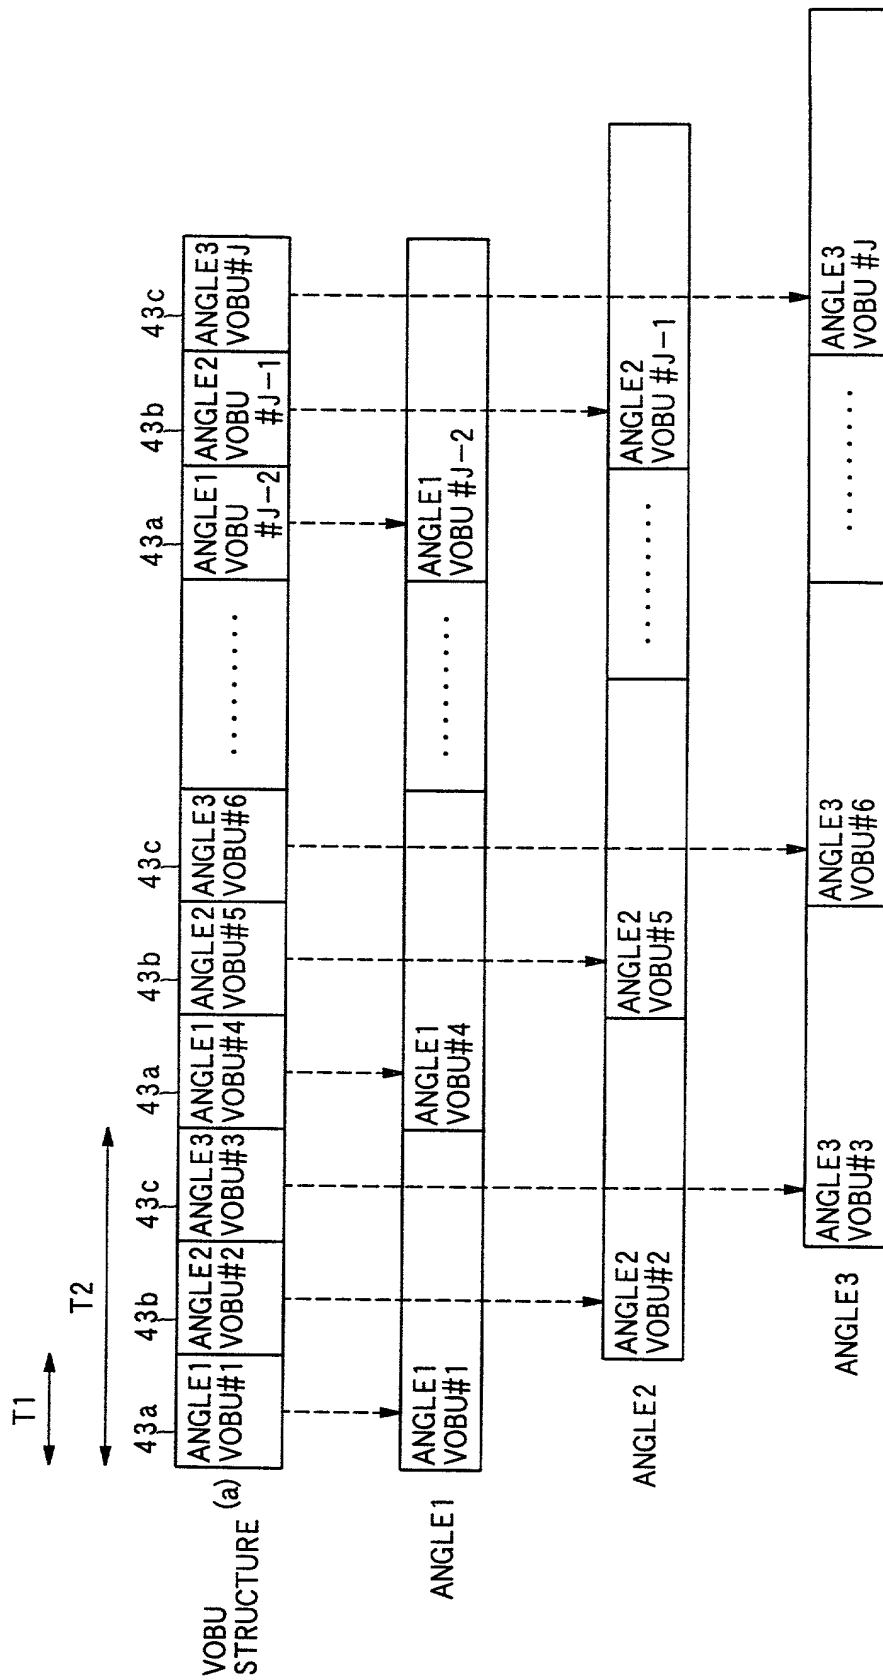 T1
T2
43a
43b
43c
43a
43b
43c
43a
43b
43c
VOBU
STRUCTURE (a)
ANGLE1
VOBU#1
ANGLE2
VOBU#2
ANGLE3
VOBU#3
ANGLE1
VOBU#4
ANGLE2
VOBU#5
ANGLE3
VOBU#6
.........
ANGLE1
VOBU
#J-2
ANGLE2
VOBU
#J-1
ANGLE3
VOBU#J
ANGLE1
ANGLE1
VOBU#1
ANGLE1
VOBU#4
.........
ANGLE1
VOBU #J-2
ANGLE2
ANGLE2
VOBU#2
ANGLE2
VOBU#5
.........
ANGLE2
VOBU #J-1
ANGLE3
ANGLE3
VOBU#3
ANGLE3
VOBU#6
.........
ANGLE3
VOBU #J